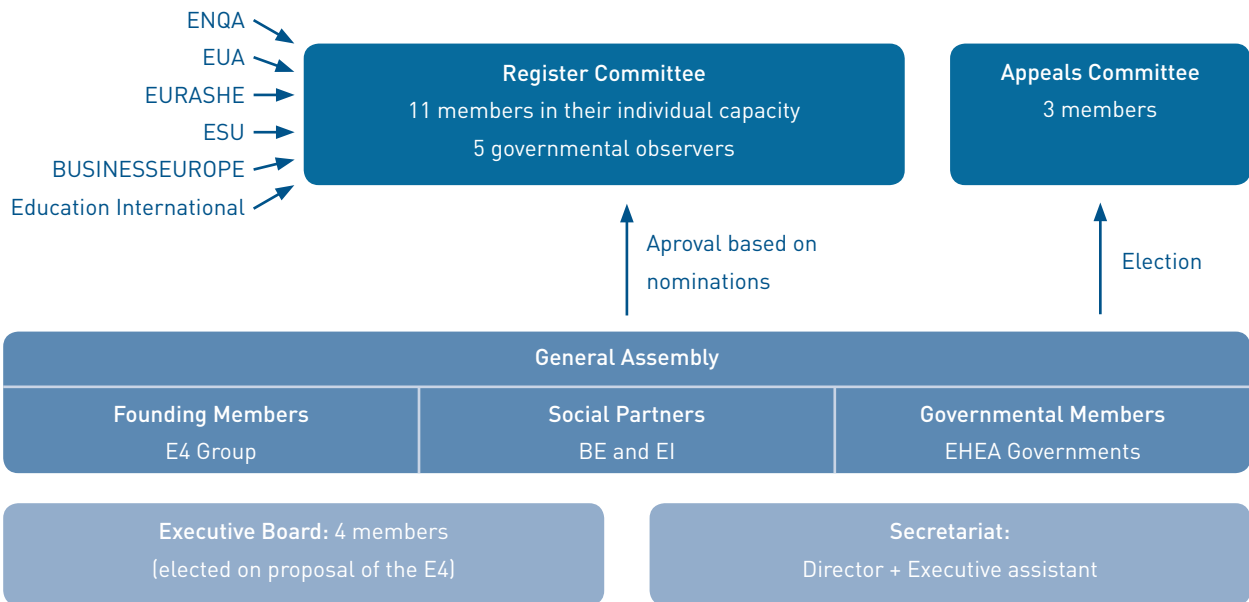 ENQA
EUA
EURASHE
ESU
BUSINESSEUROPE
Education International
Register Committee
11 members in their individual capacity
5 governmental observers
Appeals Committee
3 members
Aproval based on
nominations
Election
General Assembly
Founding Members
E4 Group
Social Partners
BE and EI
Governmental Members
EHEA Governments
Executive Board: 4 members
(elected on proposal of the E4)
Secretariat:
Director + Executive assistant